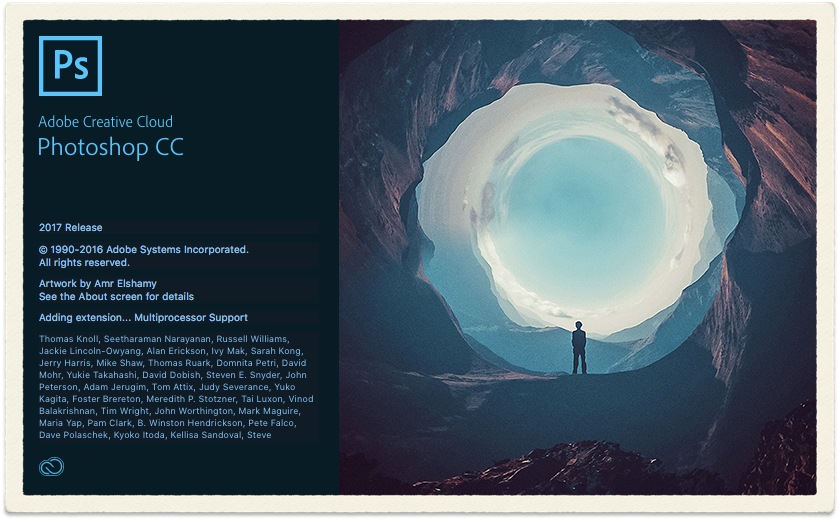 Ps
Adobe Creative Cloud
Photoshop CC
2017 Release
© 1990-2016 Adobe Systems Incorporated.
All rights reserved.
Artwork by Amr Elshamy
See the About screen for details
Adding extension... Multiprocessor Support
Thomas Knoll, Seetharaman Narayanan, Russell Williams,
Jackie Lincoln-Owyang, Alan Erickson, Ivy Mak, Sarah Kong,
Jerry Harris, Mike Shaw, Thomas Ruark, Domnita Petri, David
Mohr, Yukie Takahashi, David Dobish, Steven E. Snyder, John
Peterson, Adam Jerugim, Tom Attix, Judy Severance, Yuko
Kagita, Foster Brereton, Meredith P. Stotzner, Tai Luxon, Vinod
Balakrishnan, Tim Wright, John Worthington, Mark Maguire,
Maria Yap, Pam Clark, B. Winston Hendrickson, Pete Falco,
Dave Polaschek, Kyoko Itoda, Kellisa Sandoval, Steve